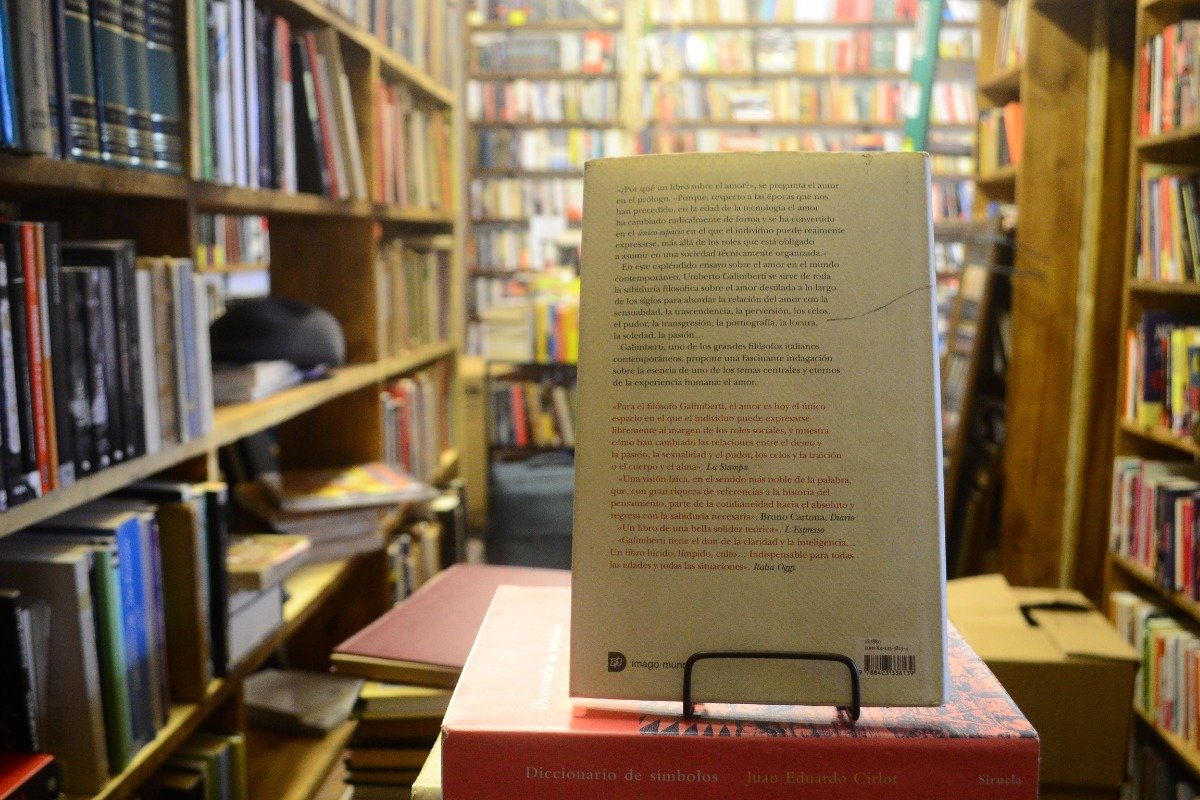 «¿Por qué un libro sobre el amor?», se pregunta el autor
en el prólogo. «Porque, respecto a las épocas que nos
han precedido, en la edad de la tecnología el amor
ha cambiado radicalmente de forma y se ha convertido
en el único espacio en el que el individuo puede realmente
expresarse, más allá de los roles que está obligado
a asumir en una sociedad técnicamente organizada.»
En este espléndido ensayo sobre el amor en el mundo
contemporáneo, Umberto Galimberti se sirve de toda
la sabiduría filosófica sobre el amor destilada a lo largo
de los siglos para abordar la relación del amor con la
sensualidad, la trascendencia, la perversión, los celos,
el pudor, la transgresión, la pornografía, la locura,
la soledad, la pasión...
Galimberti, uno de los grandes filósofos italianos
contemporáneos, propone una fascinante indagación
sobre la esencia de uno de los temas centrales y eternos
de la experiencia humana: el amor.
«Para el filósofo Galimberti, el amor es hoy el único
espacio en el que el individuo puede expresarse
libremente al margen de los roles sociales, y muestra
cómo han cambiado las relaciones entre el deseo y
la pasión, la sexualidad y el pudor, los celos y la traición
o el cuerpo y el alma». La Stampa
«Una visión laica, en el sentido más noble de la palabra,
que, con gran riqueza de referencias a la historia del
pensamiento, parte de la cotidianeidad hacia el absoluto y
regresa con la sabiduría necesaria». Bruno Cartona, Diario
«Un libro de una bella solidez teórica». L'Espresso
«Galimberti tiene el don de la claridad y la inteligencia...
Un libro lúcido, límpido, culto... Indispensable para todas
las edades y todas las situaciones». Italia Oggi
imago
9 788423 338139
Diccionario de símbolos Juan Eduardo Cirlot Siruela